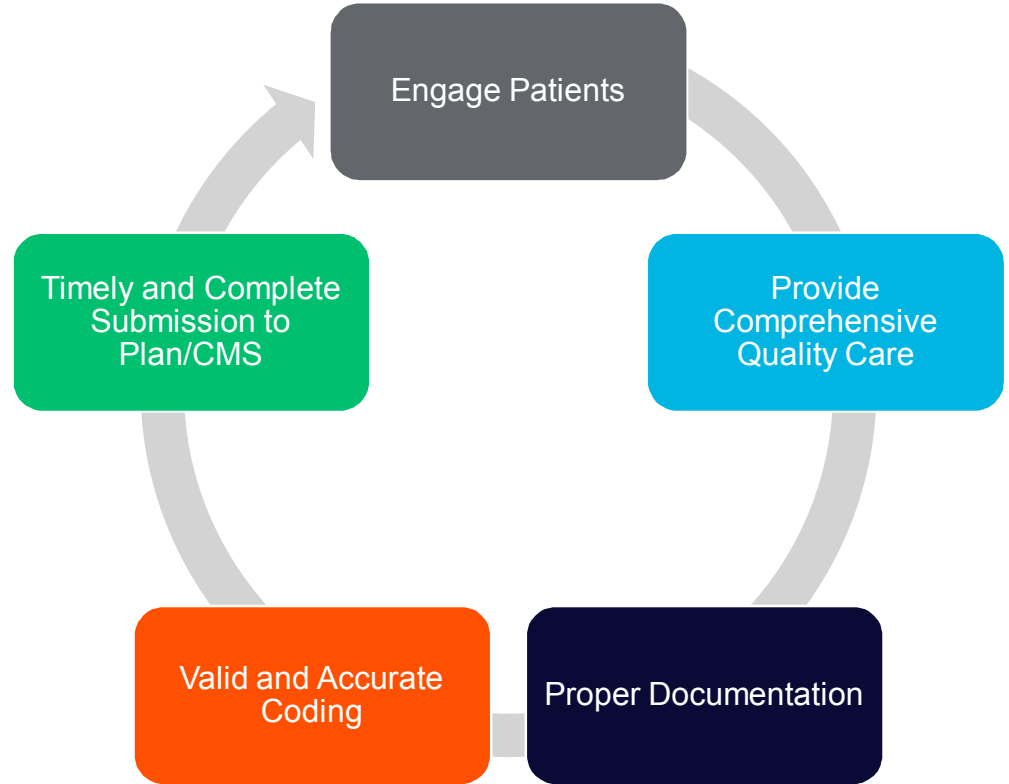 Engage Patients
Provide
Comprehensive
Quality Care
Proper Documentation
Valid and Accurate
Coding
Timely and Complete
Submission to
Plan/CMS